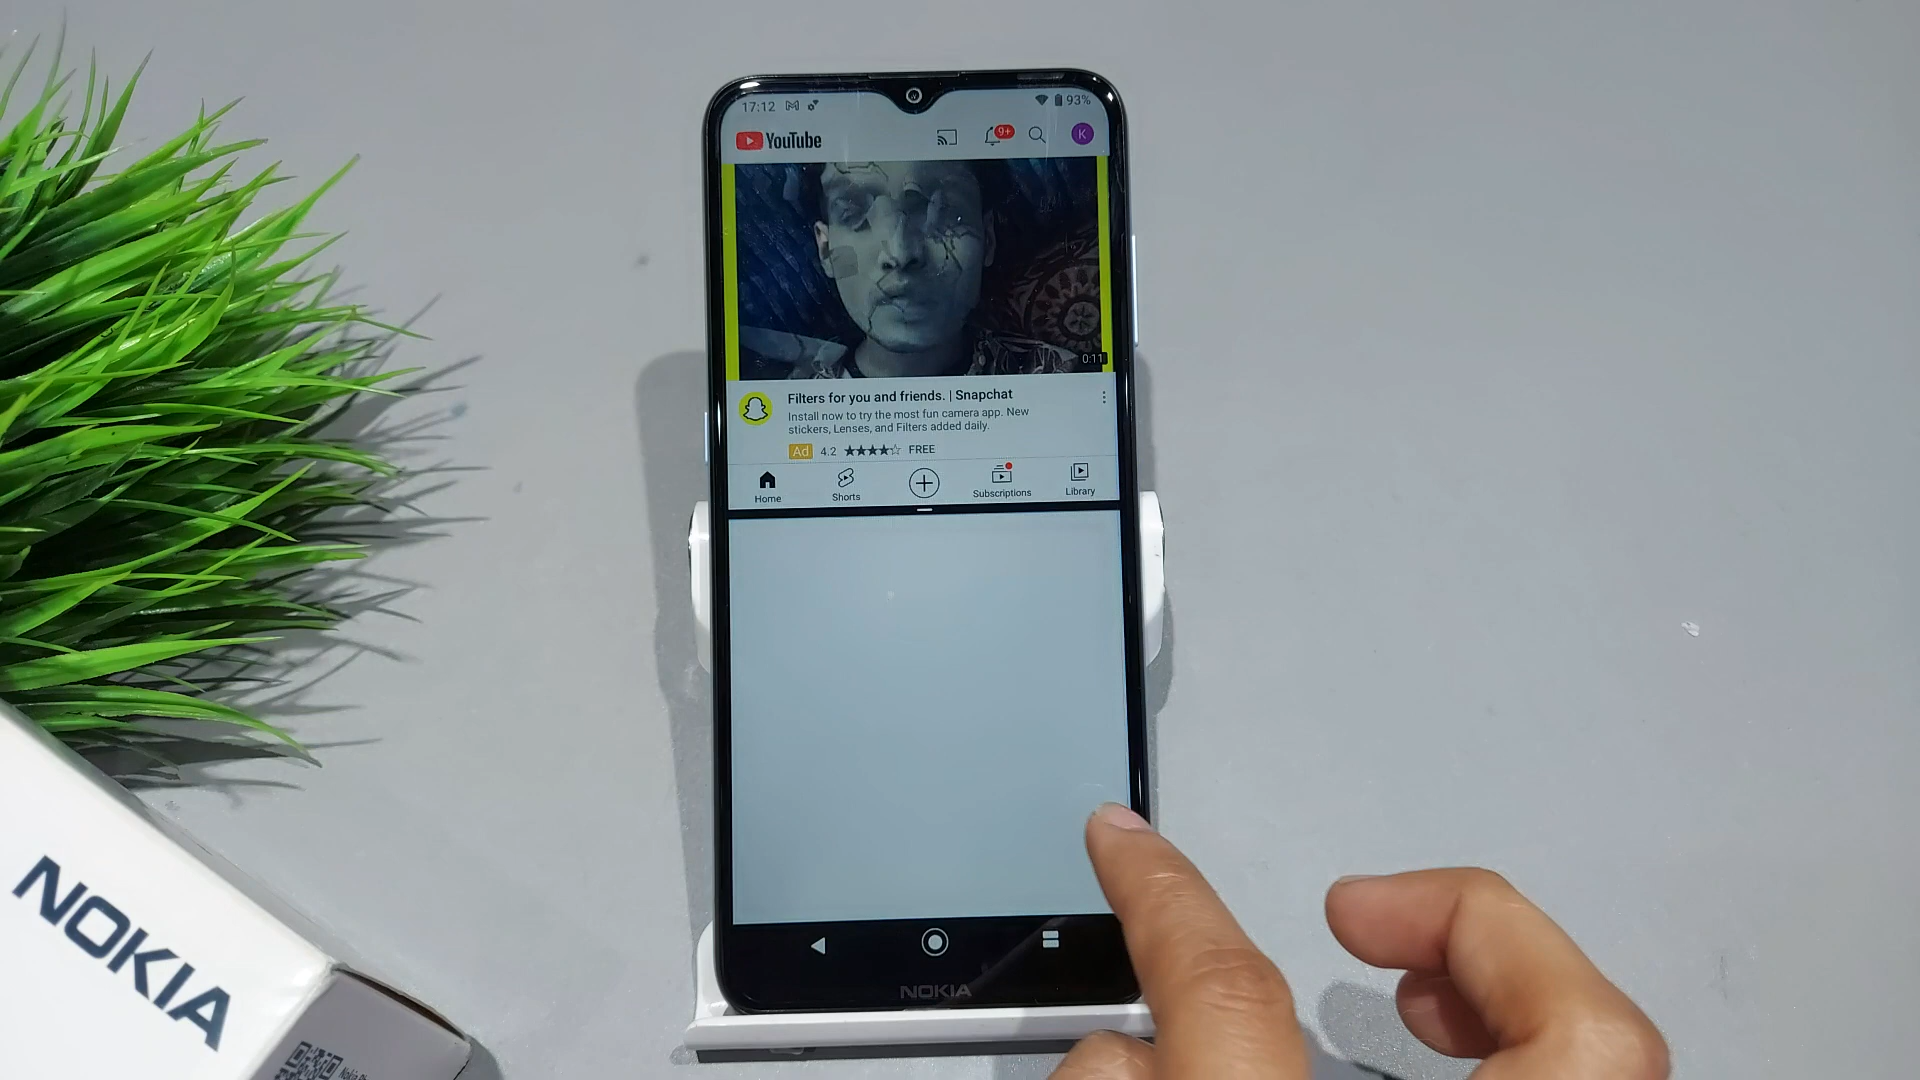 17:12
93%
YouTube
9+
K
0:11
Filters for you and friends. | Snapchat
Install now to try the most fun camera app. New
stickers, Lenses, and Filters added daily.
Ad 4.2 ★★★★☆ FREE
Home
Shorts
Subscriptions
Library
NOKIA
NOKIA